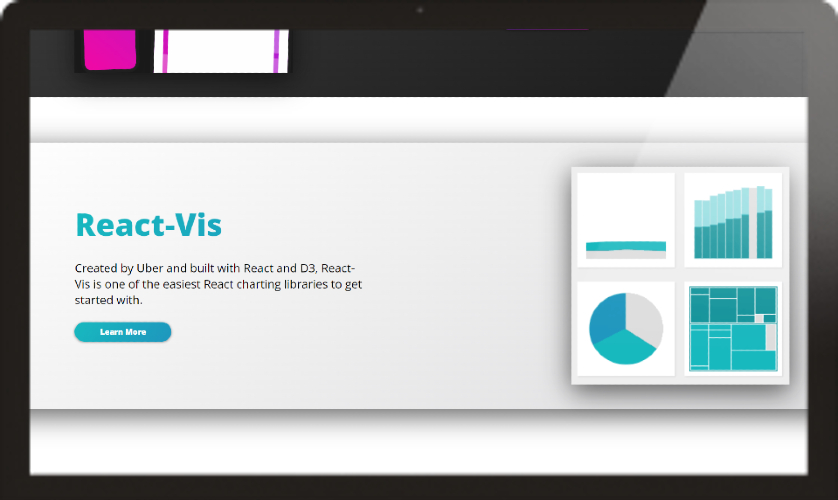 React-Vis
Created by Uber and built with React and D3, React-
Vis is one of the easiest React charting libraries to get
started with.
Learn More